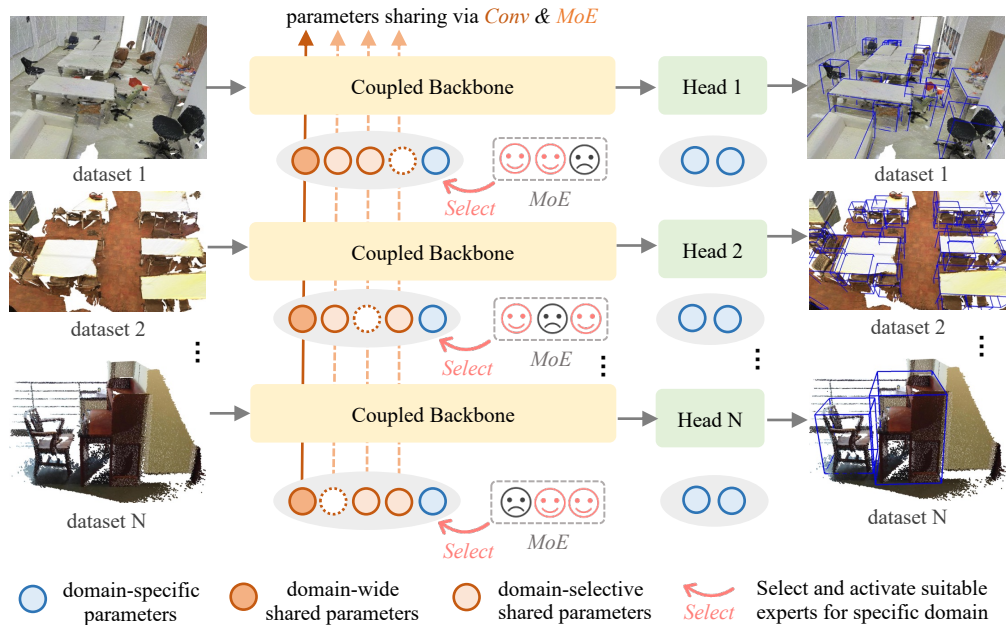 parameters sharing via Conv & MoE
Coupled Backbone
Head 1
dataset 1
Select
MoE
dataset 1
Coupled Backbone
Head 2
dataset 2
Select
MoE
dataset 2
Coupled Backbone
Head N
dataset N
Select
MoE
dataset N
domain-specific
parameters
domain-wide
shared parameters
domain-selective
shared parameters
Select
Select and activate suitable
experts for specific domain